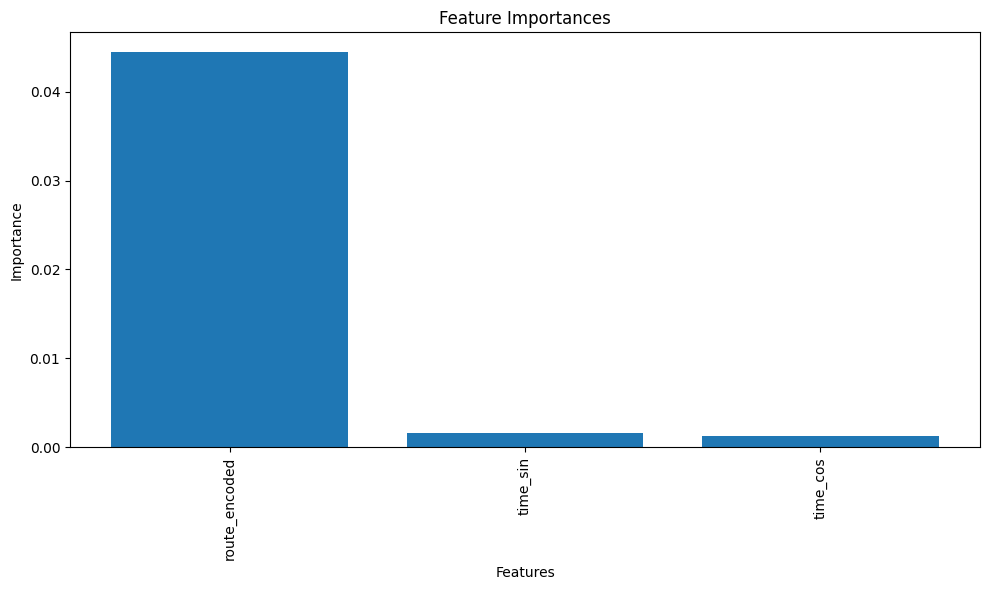 Feature Importances
Importance
0.04
0.03
0.02
0.01
0.00
route_encoded
time_sin
time_cos
Features